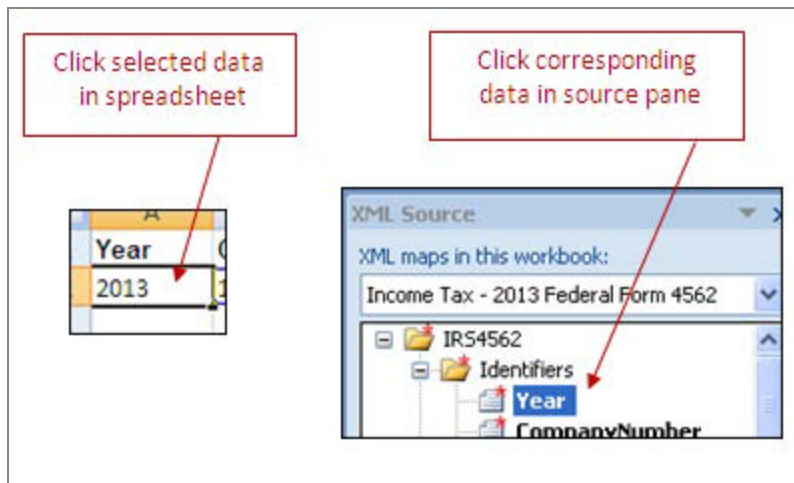 Click selected data
in spreadsheet
Click corresponding
data in source pane
A
Year
2013
XML Source
XML maps in this workbook:
Income Tax - 2013 Federal Form 4562
IRS4562
Identifiers
Year
CompanyNumber